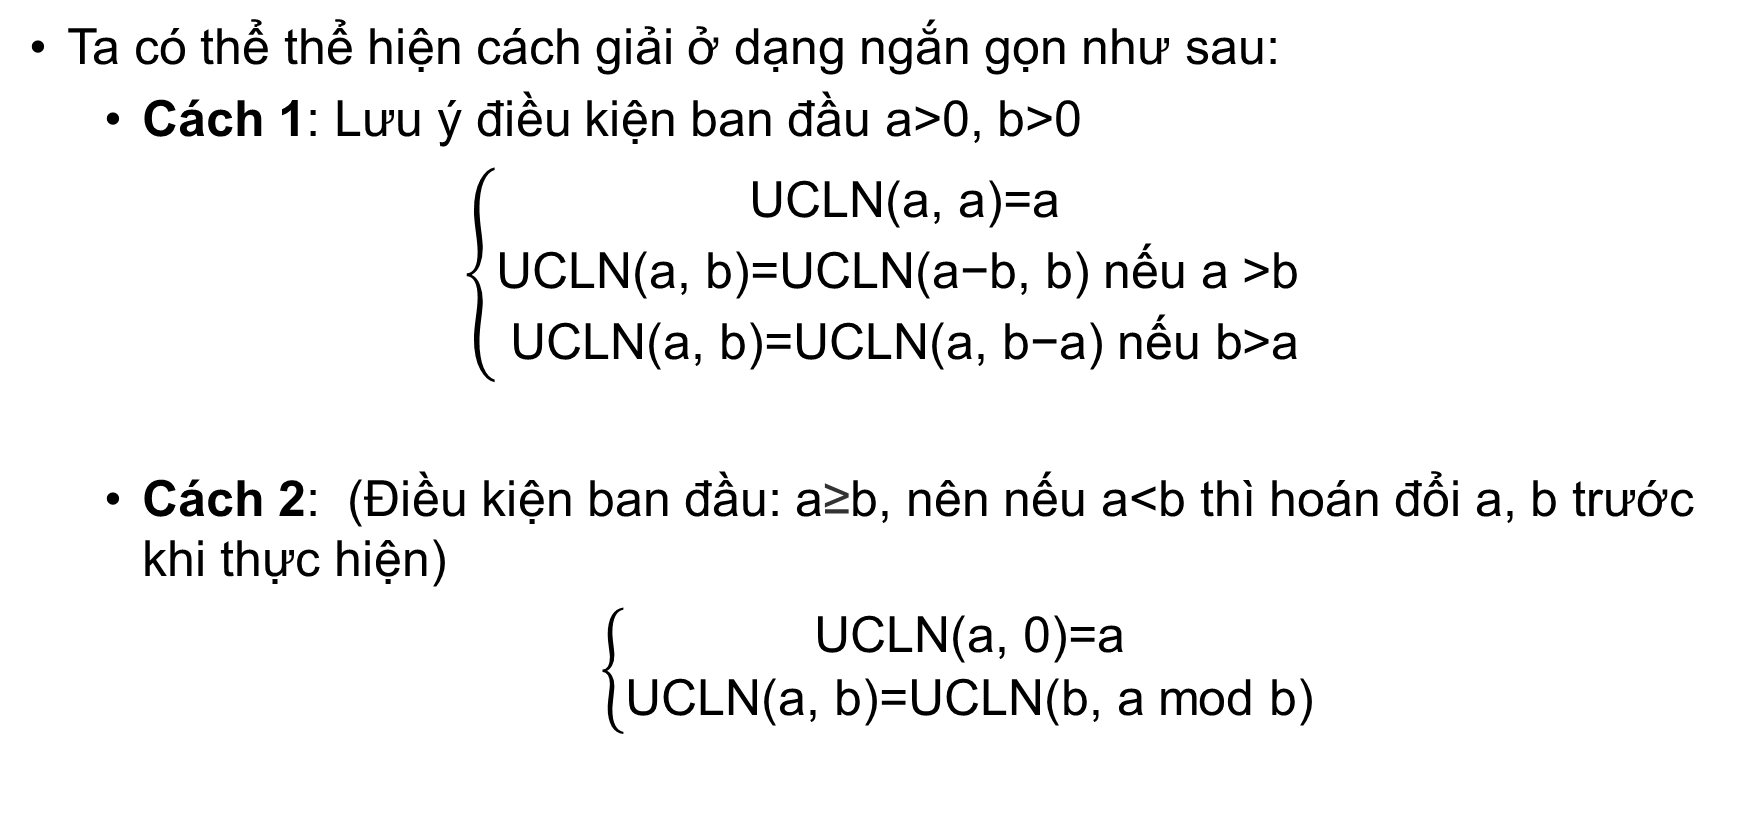 • Ta có thể thể hiện cách giải ở dạng ngắn gọn như sau:
• Cách 1: Lưu ý điều kiện ban đầu a>0, b>0
UCLN(a, a)=a
UCLN(a, b)=UCLN(a−b, b) nếu a >b
UCLN(a, b)=UCLN(a, b−a) nếu b>a
• Cách 2: (Điều kiện ban đầu: a≥b, nên nếu a<b thì hoán đổi a, b trước
khi thực hiện)
UCLN(a, 0)=a
UCLN(a, b)=UCLN(b, a mod b)